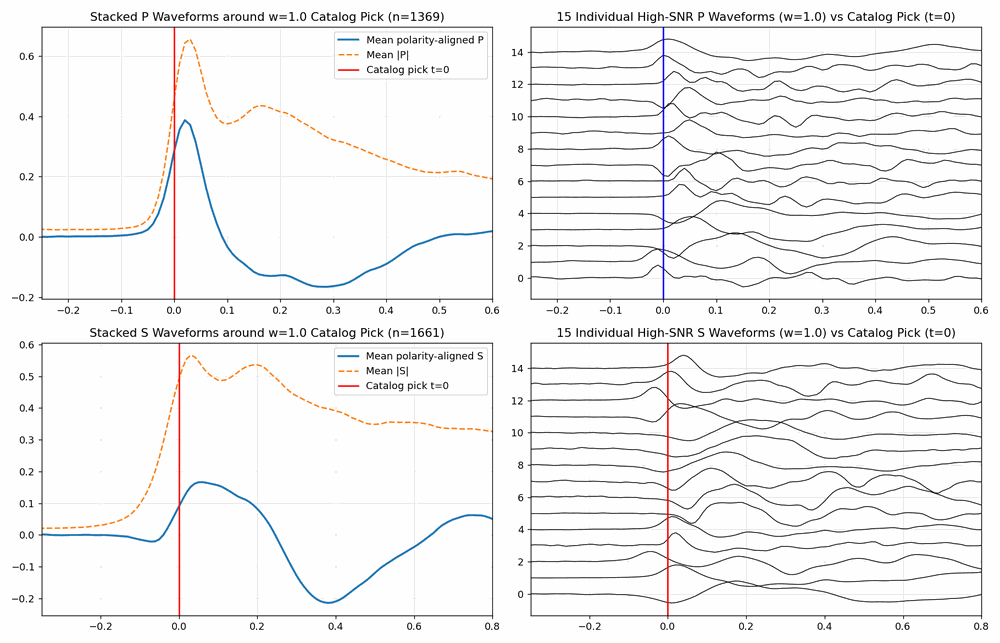 Stacked P Waveforms around w=1.0 Catalog Pick (n=1369)
Mean polarity-aligned P
Mean |P|
Catalog pick t=0
0.6
0.4
0.2
0.0
−0.2
−0.2 −0.1 0.0 0.1 0.2 0.3 0.4 0.5 0.6
15 Individual High-SNR P Waveforms (w=1.0) vs Catalog Pick (t=0)
14
12
10
8
6
4
2
0
−0.2 −0.1 0.0 0.1 0.2 0.3 0.4 0.5 0.6
Stacked S Waveforms around w=1.0 Catalog Pick (n=1661)
Mean polarity-aligned S
Mean |S|
Catalog pick t=0
0.6
0.5
0.4
0.3
0.2
0.1
0.0
−0.1
−0.2
−0.2 0.0 0.2 0.4 0.6 0.8
15 Individual High-SNR S Waveforms (w=1.0) vs Catalog Pick (t=0)
14
12
10
8
6
4
2
0
−0.2 0.0 0.2 0.4 0.6 0.8